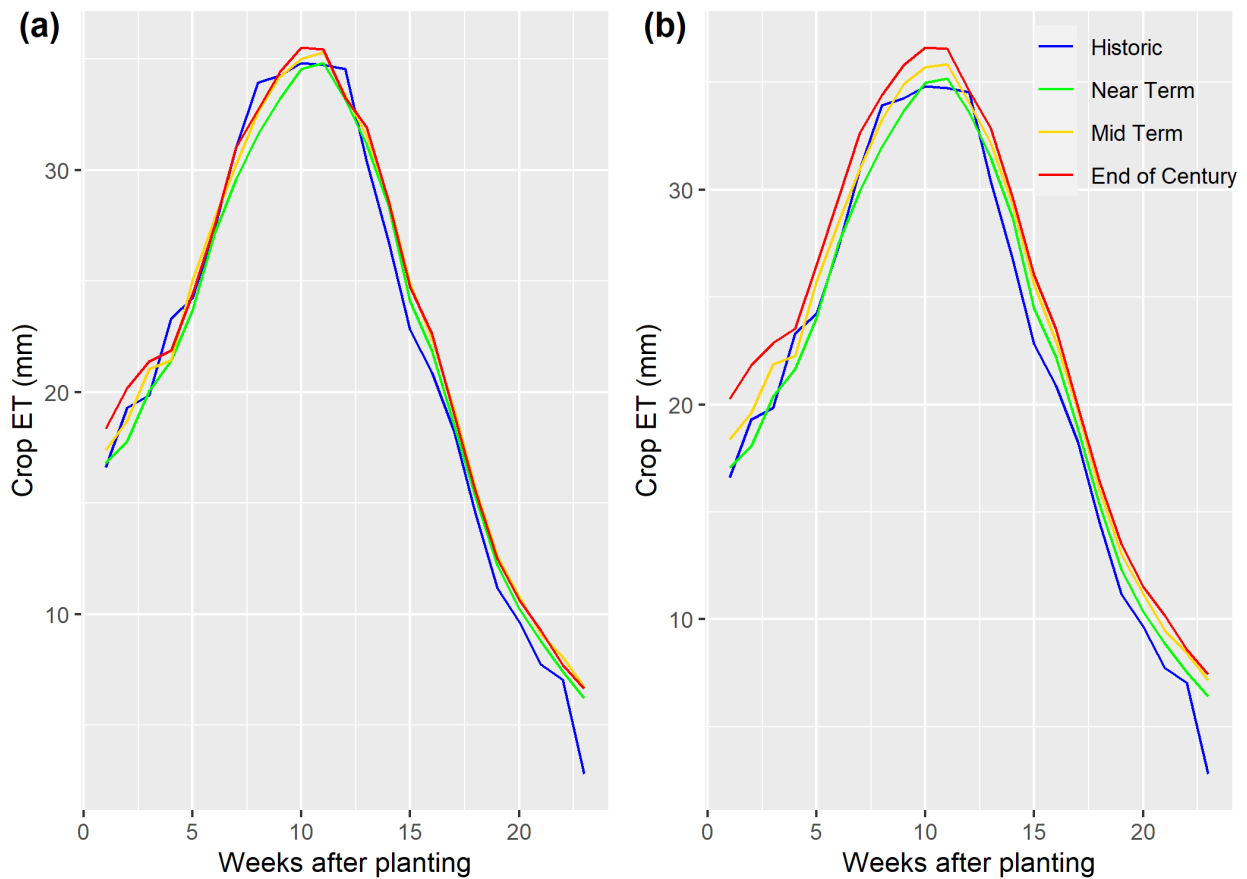 (a)
Crop ET (mm)
30
20
10
0
5
10
15
20
Weeks after planting
(b)
Historic
Near Term
Mid Term
End of Century
Crop ET (mm)
30
20
10
0
5
10
15
20
Weeks after planting